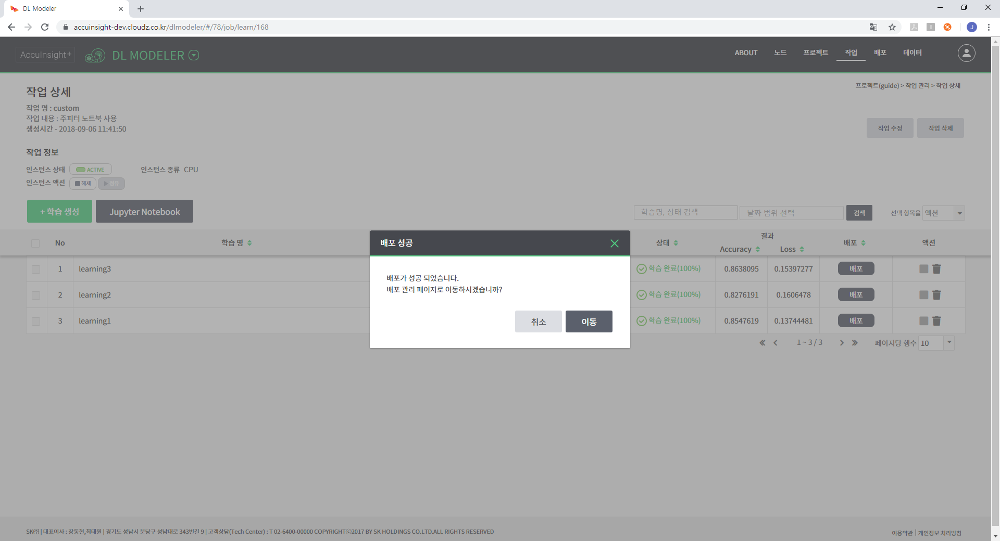 DL Modeler
accuinsight-dev.cloudz.co.kr/dlmodeler/#/78/job/learn/168
J
AccuInsight+
DL MODELER
ABOUT
노드
프로젝트
작업
배포
데이터
작업 상세
프로젝트(guide) > 작업 관리 > 작업 상세
작업 명 : custom
작업 내용 : 주피터 노트북 사용
생성시간 - 2018-09-06 11:41:50
작업 수정
작업 삭제
작업 정보
인스턴스 상태 ACTIVE
인스턴스 종류 CPU
인스턴스 액션 해제
+ 학습 생성
Jupyter Notebook
학습명, 상태 검색
날짜 범위 선택
검색
선택 항목을 액션
No
학습 명
상태
결과
Accuracy
Loss
배포
액션
1 learning3 학습 완료(100%) 0.8638095 0.15397277 배포
2 learning2 학습 완료(100%) 0.8276191 0.1606478 배포
3 learning1 학습 완료(100%) 0.8547619 0.13744481 배포
1 ~ 3 / 3
페이지당 행수 10
배포 성공
배포가 성공 되었습니다.
배포 관리 페이지로 이동하시겠습니까?
취소
이동
SK㈜ | 대표이사 : 장동현,최태원 | 경기도 성남시 분당구 성남대로 343번길 9 | 고객상담(Tech Center) : T 02-6400-00000 COPYRIGHTⓒ2017 BY SK HOLDINGS CO.LTD.ALL RIGHTS RESERVED
이용약관 | 개인정보 처리방침